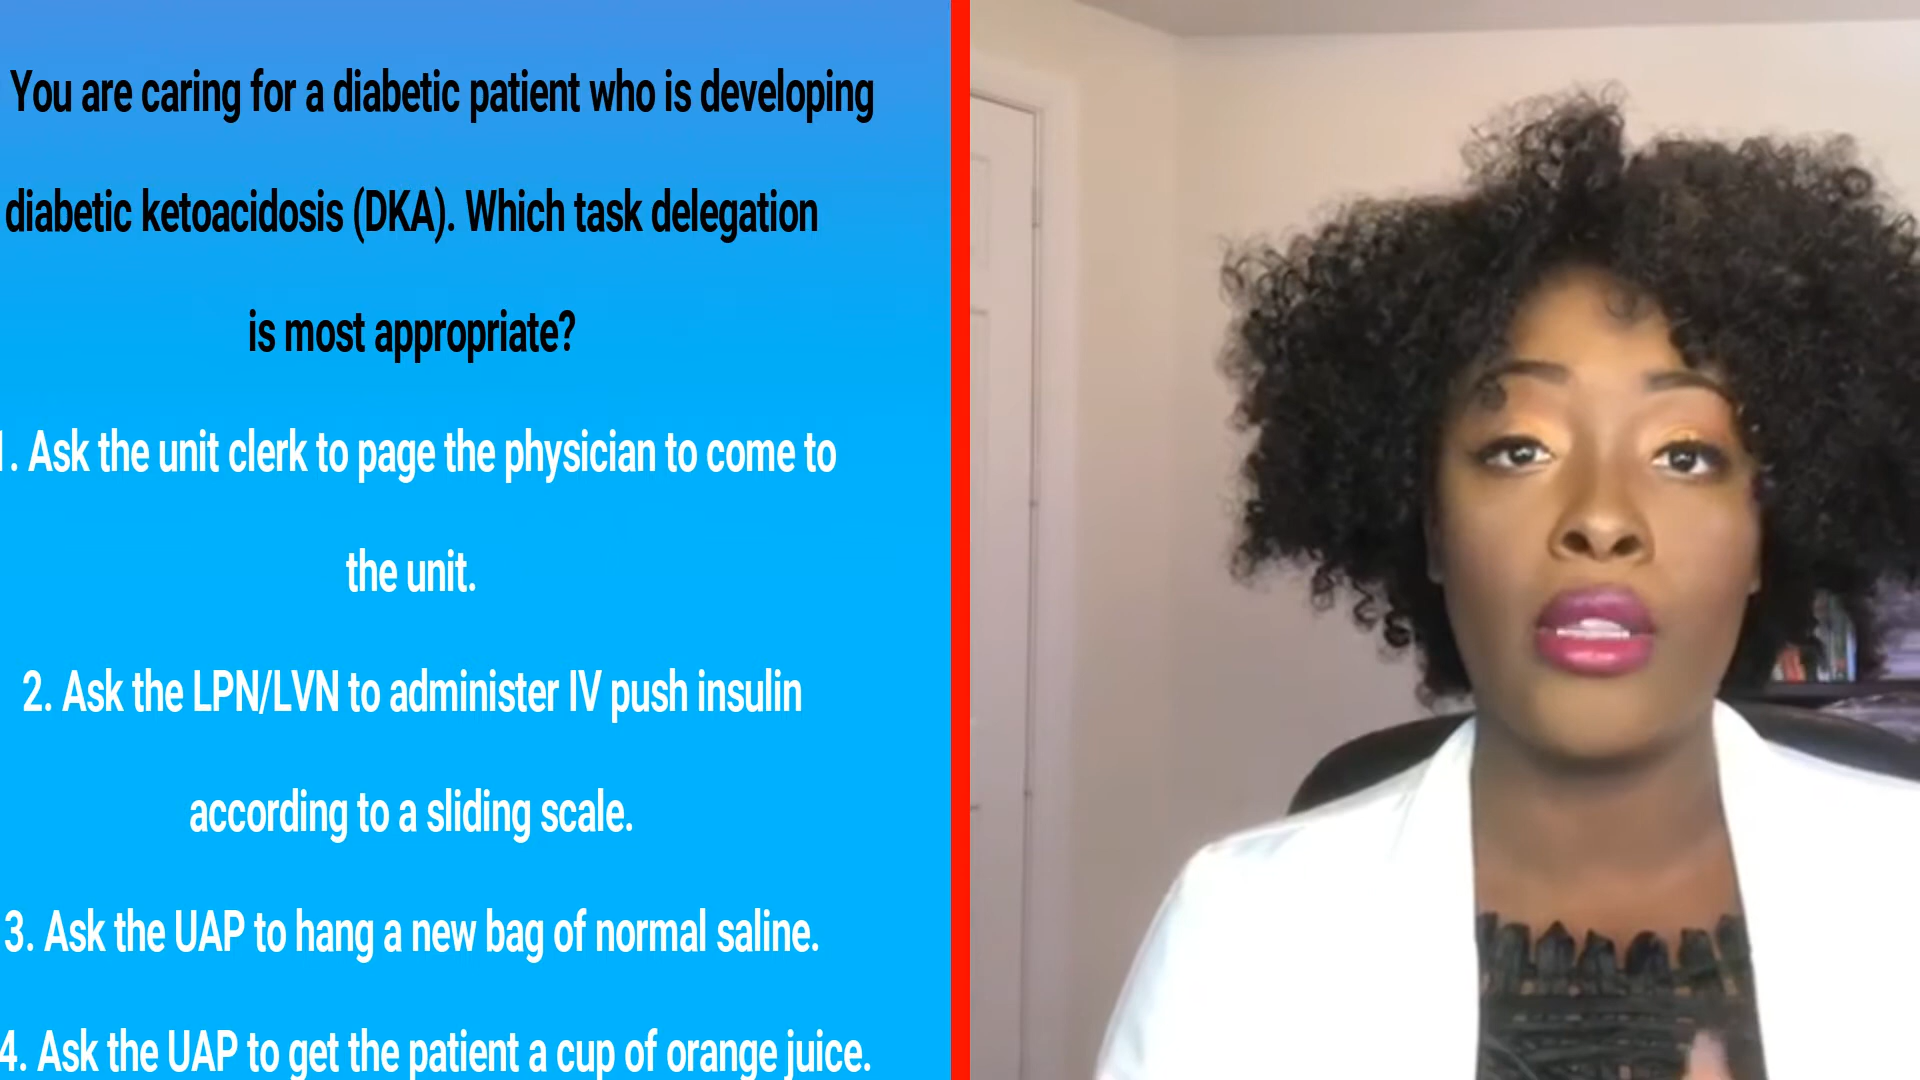 You are caring for a diabetic patient who is developing
diabetic ketoacidosis (DKA). Which task delegation
is most appropriate?
1. Ask the unit clerk to page the physician to come to
the unit.
2. Ask the LPN/LVN to administer IV push insulin
according to a sliding scale.
3. Ask the UAP to hang a new bag of normal saline.
4. Ask the UAP to get the patient a cup of orange juice.